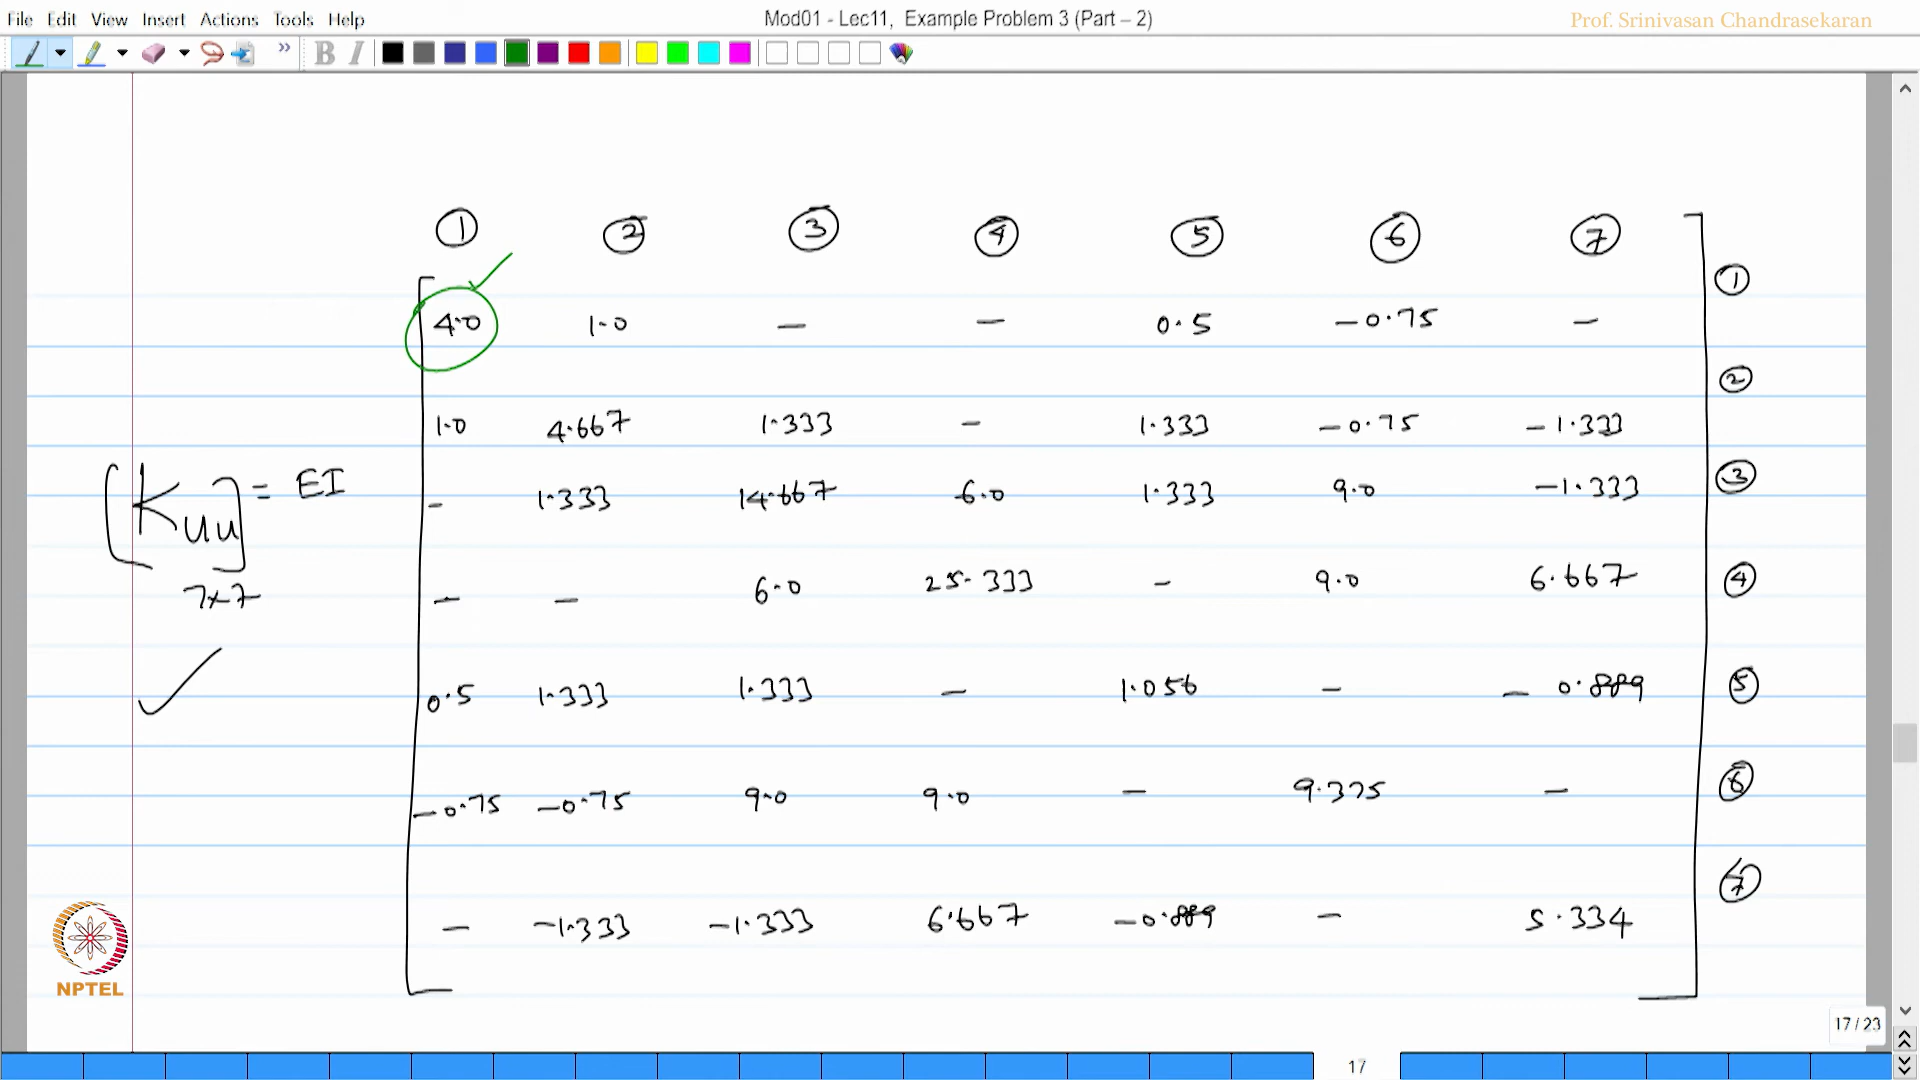 File Edit View Insert Actions Tools Help
Mod01 - Lec11, Example Problem 3 (Part – 2)
Prof. Srinivasan Chandrasekaran
B I
① ② ③ ④ ⑤ ⑥ ⑦
4.0 1.0 — — 0.5 -0.75 — ①
1.0 4.667 1.333 — 1.333 -0.75 -1.333 ②
[Kuu] = EI
7x7
- 1.333 14.667 6.0 1.333 9.0 -1.333 ③
— — 6.0 25.333 — 9.0 6.667 ④
0.5 1.333 1.333 — 1.056 — -0.889 ⑤
-0.75 -0.75 9.0 9.0 — 9.375 — ⑥
— -1.333 -1.333 6.667 -0.889 — 5.334 ⑦
NPTEL
17 / 23
17